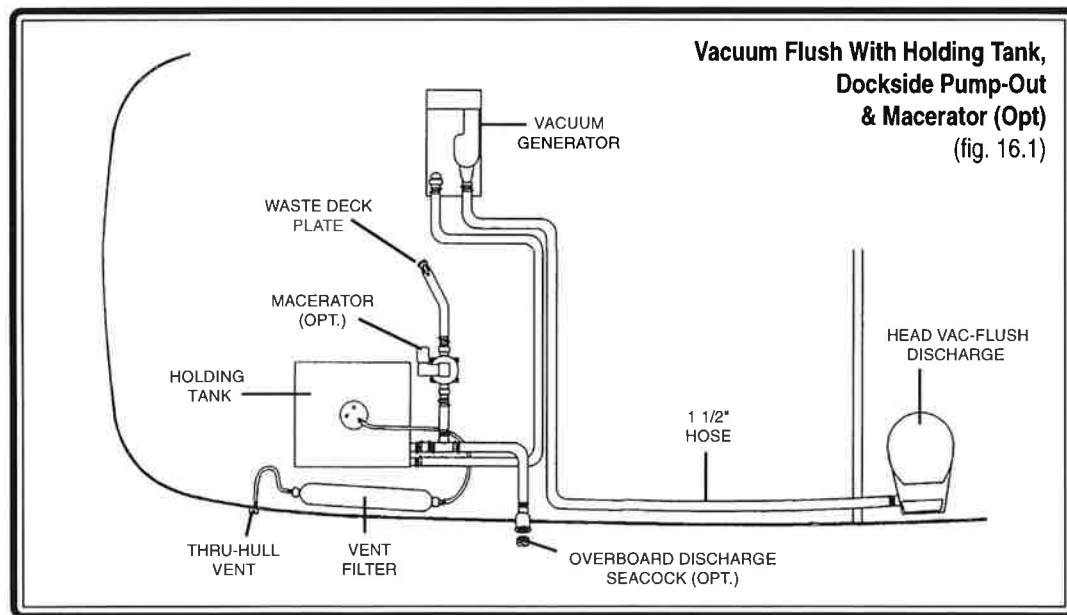 Vacuum Flush With Holding Tank,
Dockside Pump-Out
& Macerator (Opt)
(fig. 16.1)
VACUUM
GENERATOR
WASTE DECK
PLATE
MACERATOR
(OPT.)
HOLDING
TANK
HEAD VAC-FLUSH
DISCHARGE
1 1/2"
HOSE
THRU-HULL
VENT
VENT
FILTER
OVERBOARD DISCHARGE
SEACOCK (OPT.)